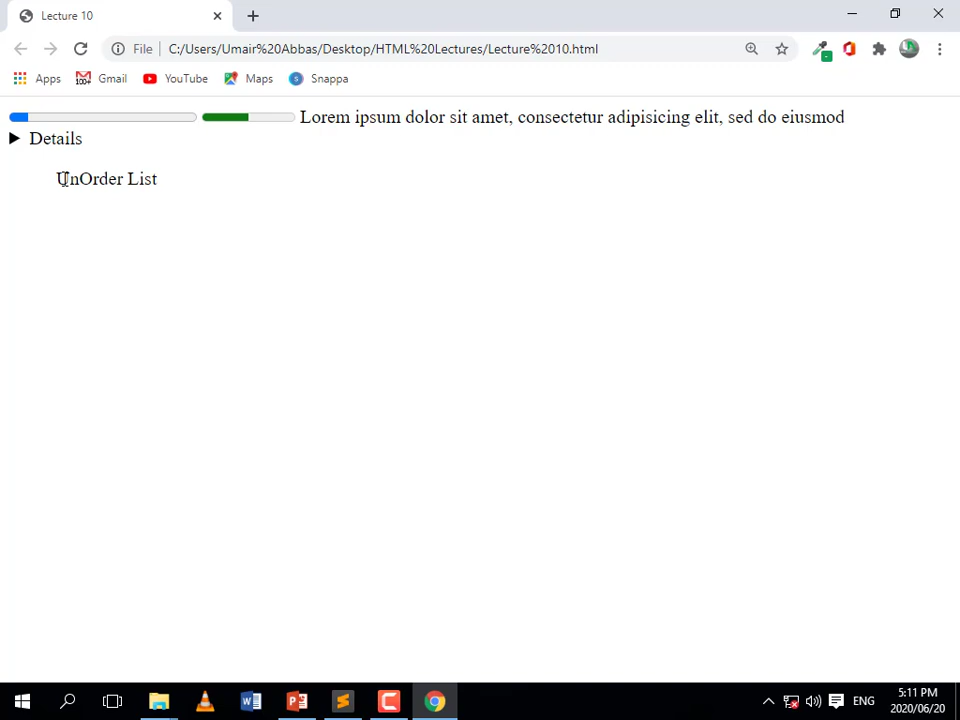 Lecture 10
File
C:/Users/Umair%20Abbas/Desktop/HTML%20Lectures/Lecture%2010.html
Apps
100+
Gmail
YouTube
Maps
S
Snappa
Lorem ipsum dolor sit amet, consectetur adipisicing elit, sed do eiusmod
Details
UnOrder List
ENG
5:11 PM
2020/06/20